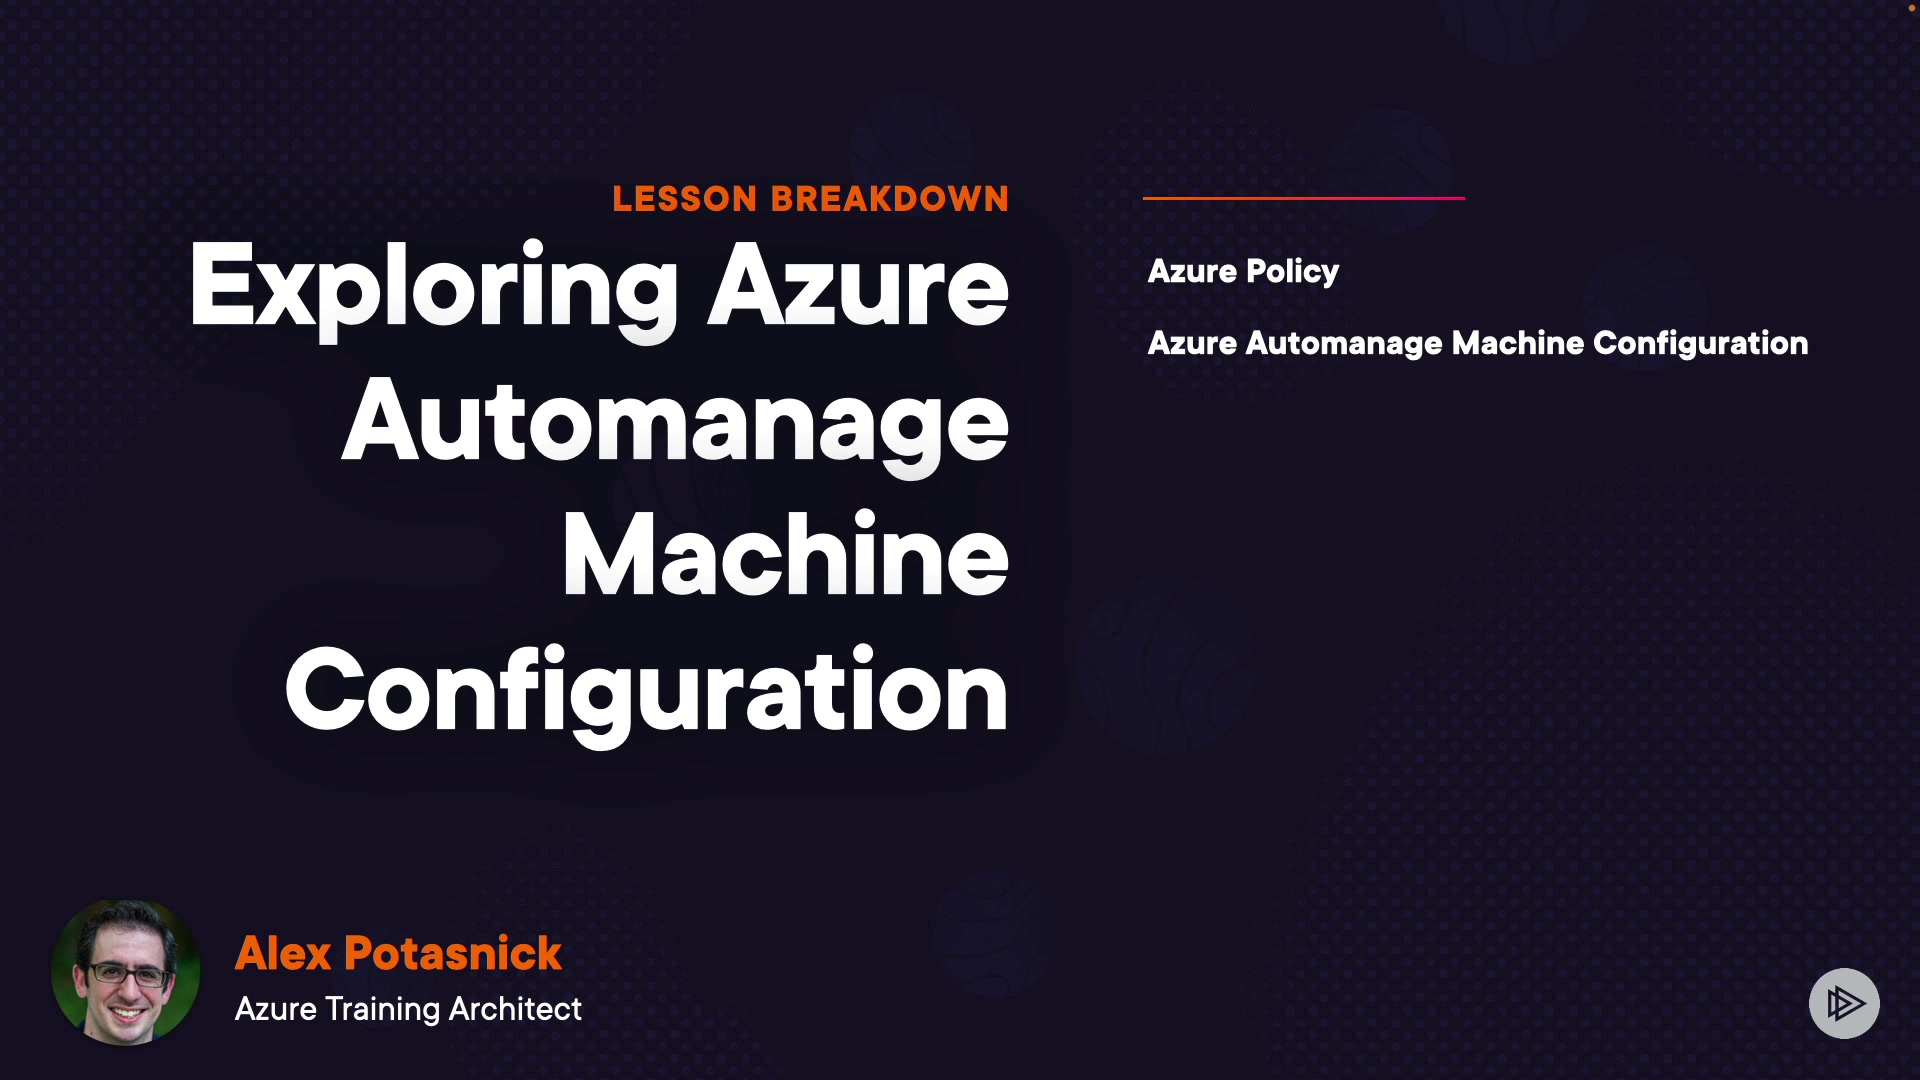 LESSON BREAKDOWN
Exploring Azure
Automanage
Machine
Configuration
Azure Policy
Azure Automanage Machine Configuration
Alex Potasnick
Azure Training Architect